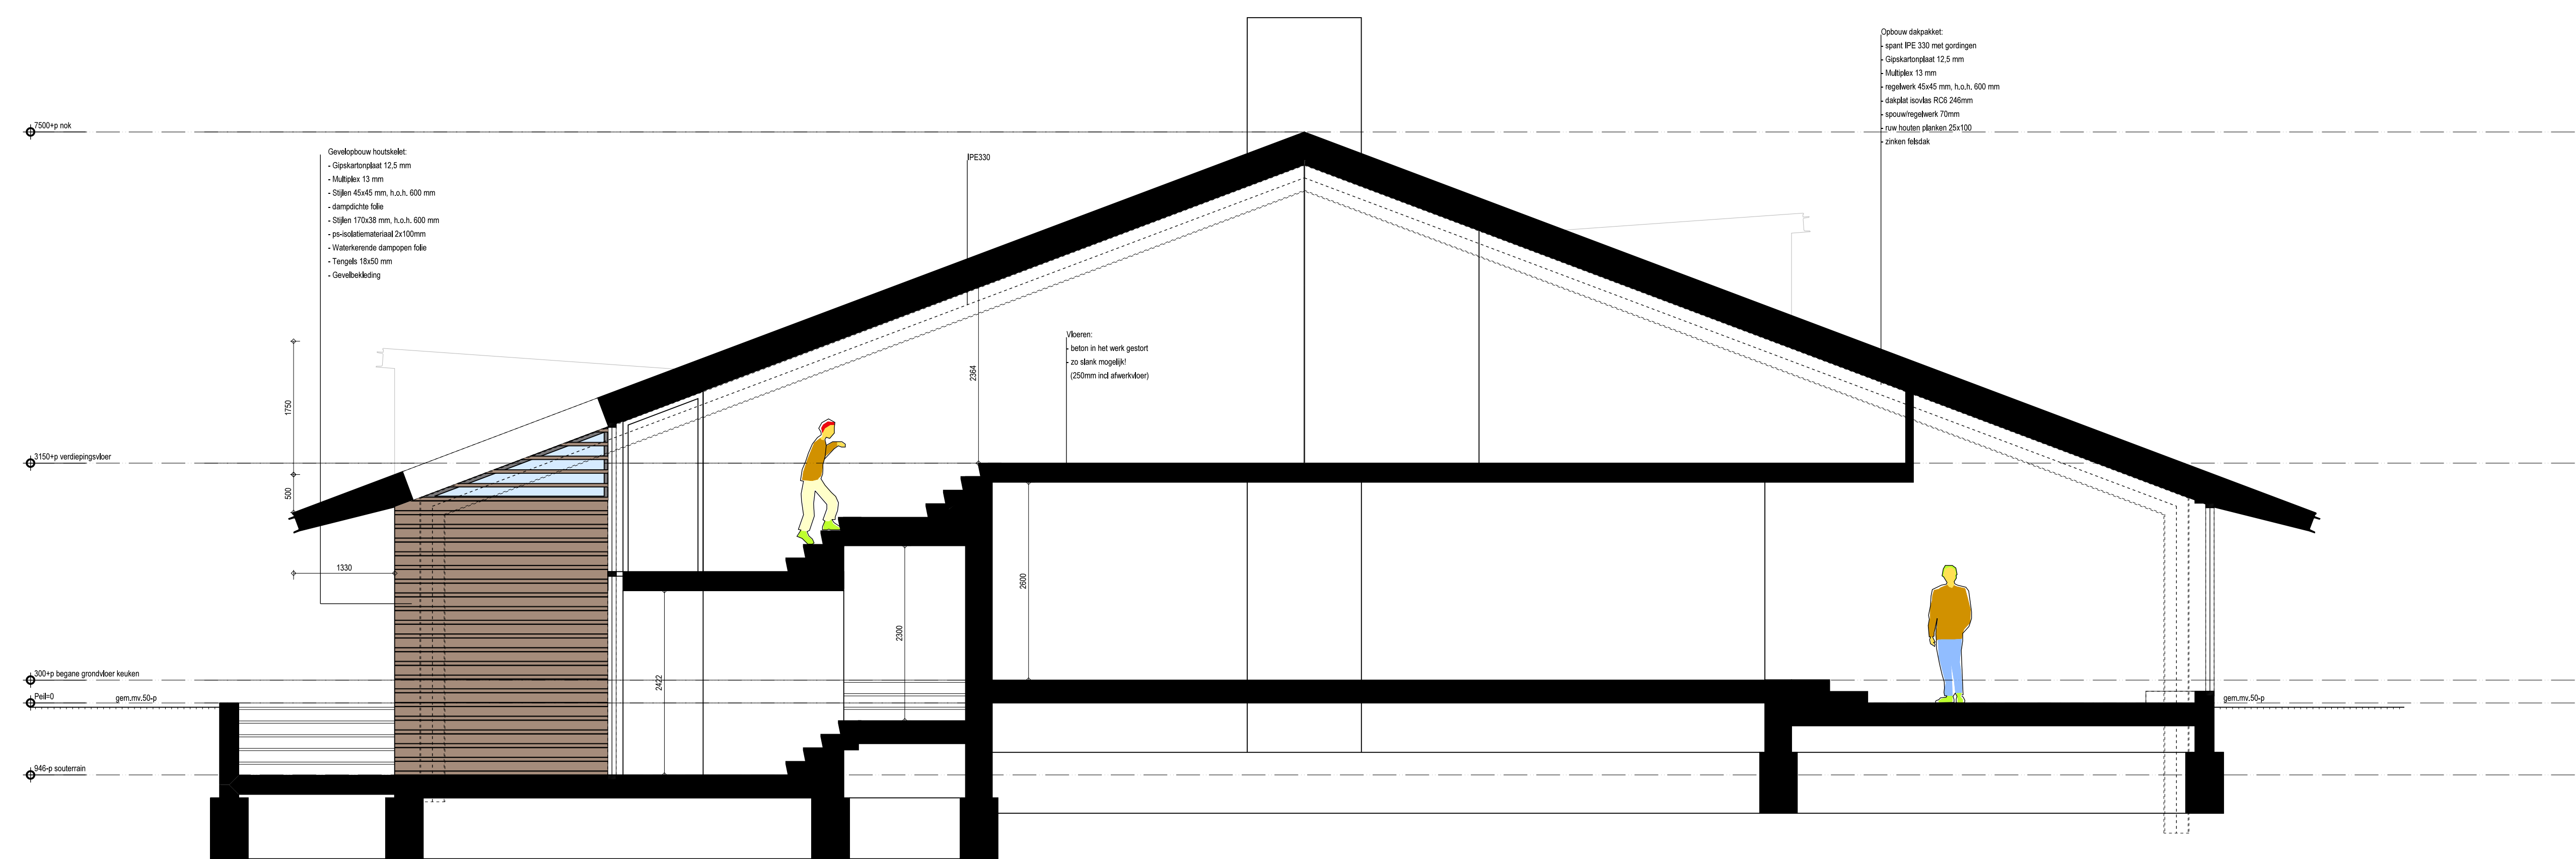 Opbouw dakpakket:
- spant IPE 330 met gordingen
- Gipskartonplaat 12,5 mm
- Multiplex 13 mm
- regelwerk 45x45 mm, h.o.h. 600 mm
- dakplat isovlas RC6 246mm
- spouw/regelwerk 70mm
- ruw houten planken 25x100
- zinken felsdak
7500+p nok
Gevelopbouw houtskelet:
- Gipskartonplaat 12,5 mm
- Multiplex 13 mm
- Stijlen 45x45 mm, h.o.h. 600 mm
- dampdichte folie
- Stijlen 170x38 mm, h.o.h. 600 mm
- ps-isolatiemateriaal 2x100mm
- Waterkerende dampopen folie
- Tengels 18x50 mm
- Gevelbekleding
IPE330
Vloeren:
- beton in het werk gestort
- zo slank mogelijk!
(250mm incl afwerkvloer)
2364
1750
3150+p verdiepingsvloer
500
1330
2600
2300
2422
300+p begane grondvloer keuken
Peil=0
gem.mv.50-p
gem.mv.50-p
946-p souterrain